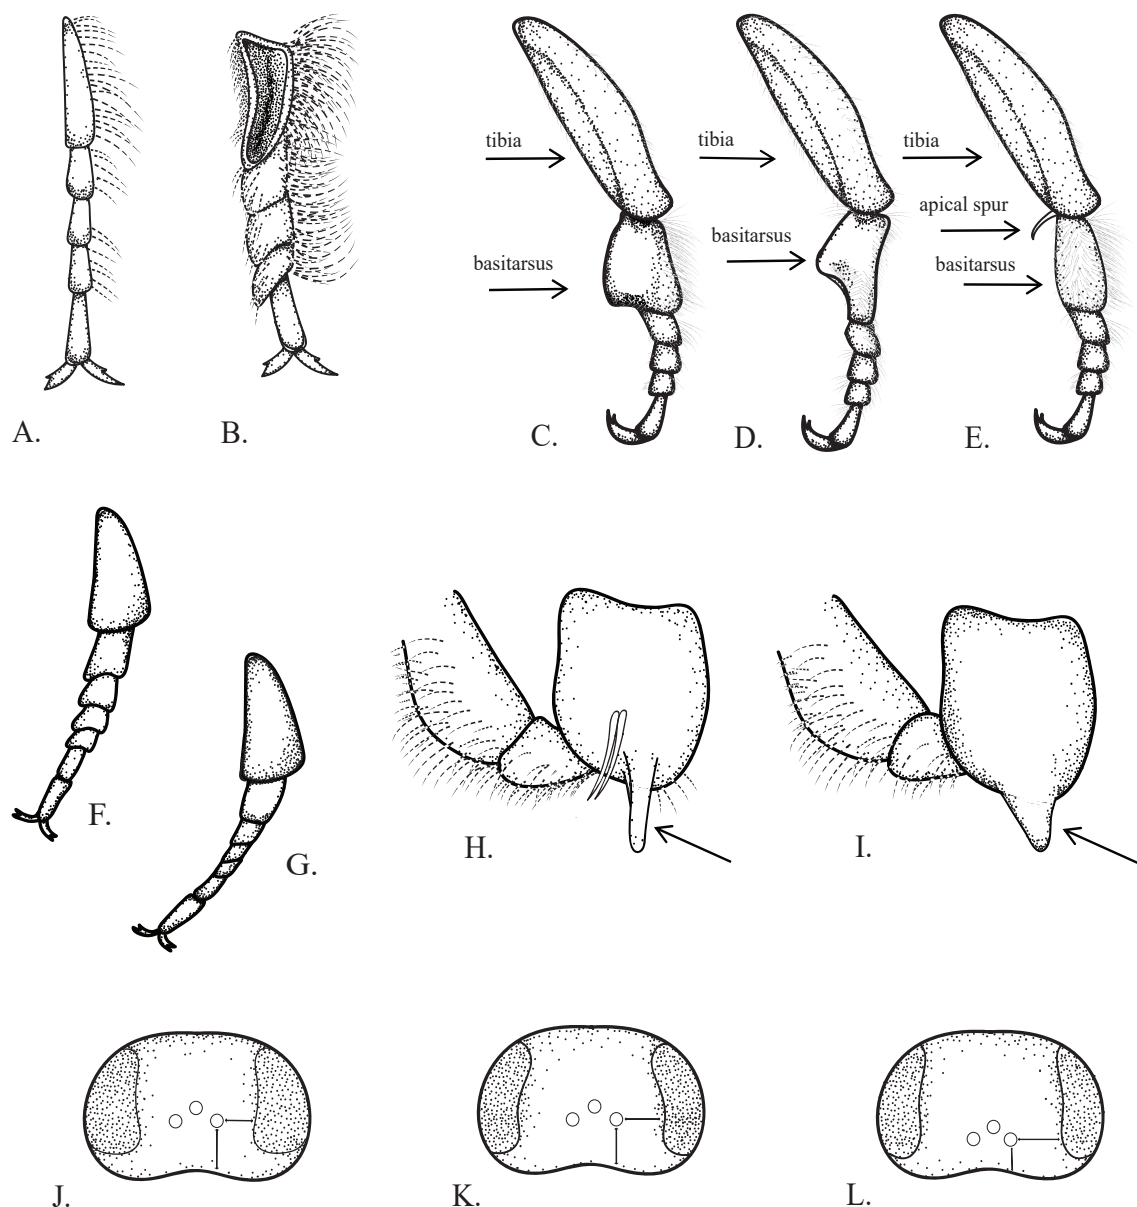 tibia
tibia
tibia
apical spur
basitarsus
basitarsus
basitarsus
A.
B.
C.
D.
E.
F.
G.
H.
I.
J.
K.
L.